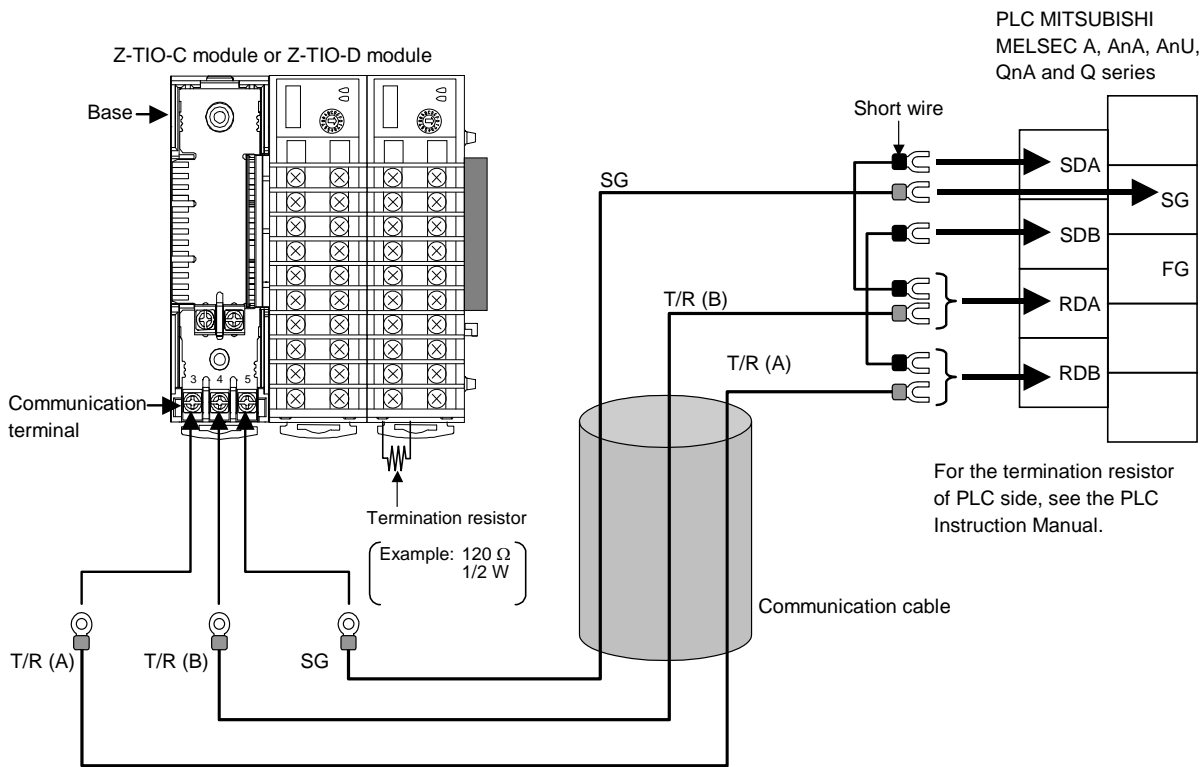 PLC MITSUBISHI
MELSEC A, AnA, AnU,
QnA and Q series
Z-TIO-C module or Z-TIO-D module
Base
Short wire
SDA
SG
SG
SDB
FG
T/R (B)
RDA
T/R (A)
RDB
3 4 5
Communication
terminal
For the termination resistor
of PLC side, see the PLC
Instruction Manual.
Termination resistor
Example: 120 Ω
1/2 W
Communication cable
T/R (A)
T/R (B)
SG